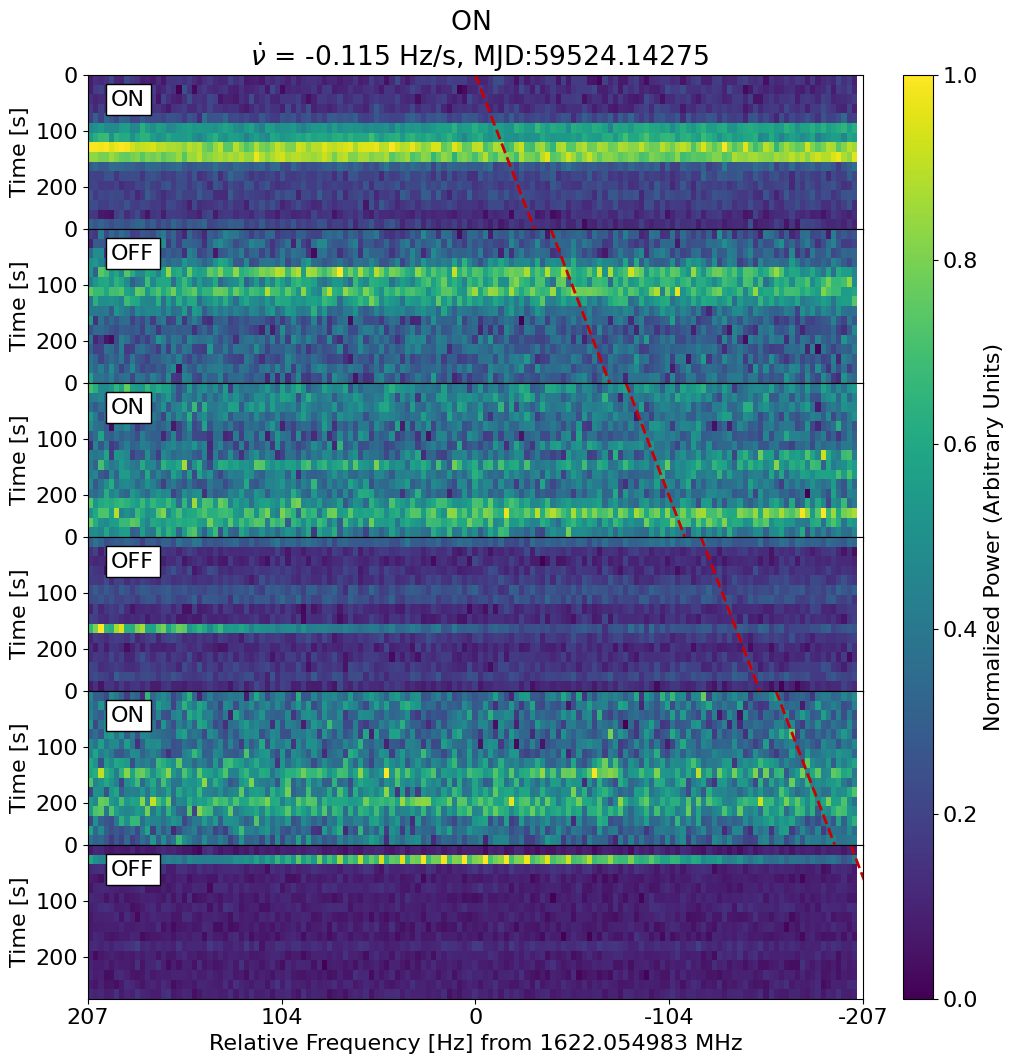 ON
ν̇ = -0.115 Hz/s, MJD:59524.14275
0
ON
100
Time [s]
200
0
OFF
100
Time [s]
200
0
ON
100
Time [s]
200
0
OFF
100
Time [s]
200
0
ON
100
Time [s]
200
0
OFF
100
Time [s]
200
207 104 0 -104 -207
Relative Frequency [Hz] from 1622.054983 MHz
1.0
0.8
0.6
0.4
0.2
0.0
Normalized Power (Arbitrary Units)